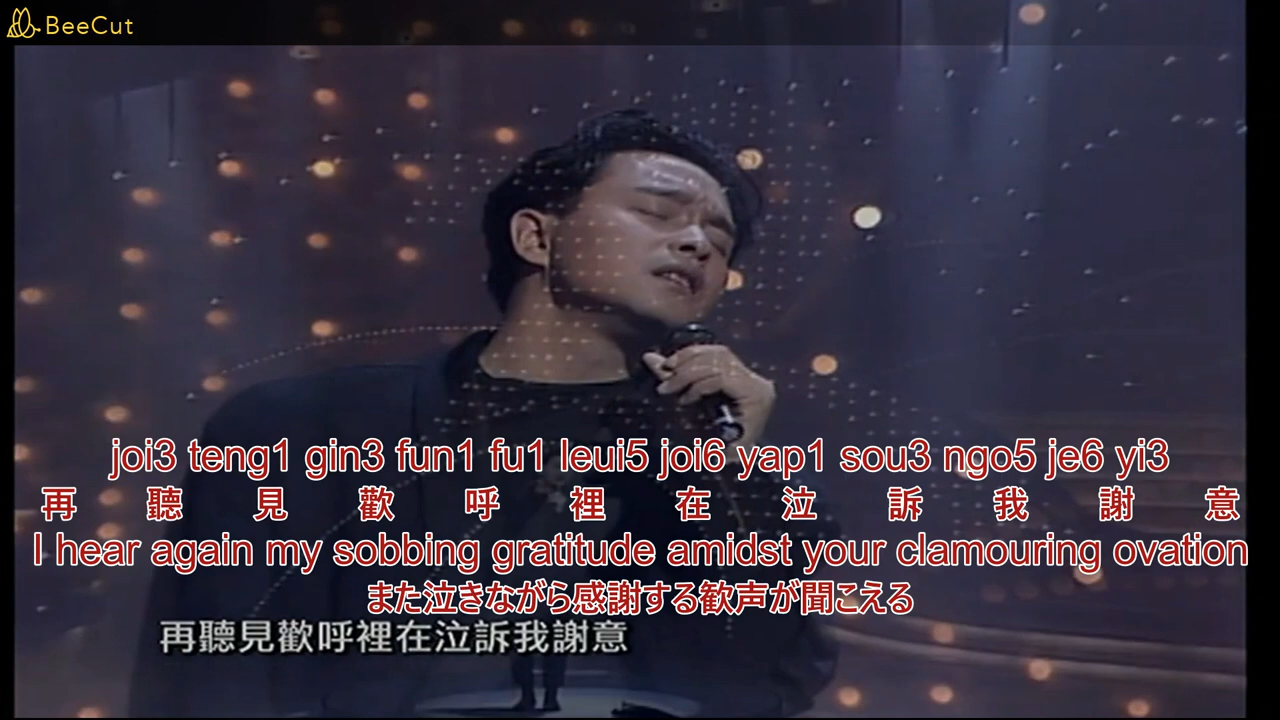 BeeCut
joi3 teng1 gin3 fun1 fu1 leui5 joi6 yap1 sou3 ngo5 je6 yi3
再 聽 見 歡 呼 裡 在 泣 訴 我 謝 意
I hear again my sobbing gratitude amidst your clamouring ovation
また泣きながら感謝する歓声が聞こえる
再聽見歡呼裡在泣訴我謝意